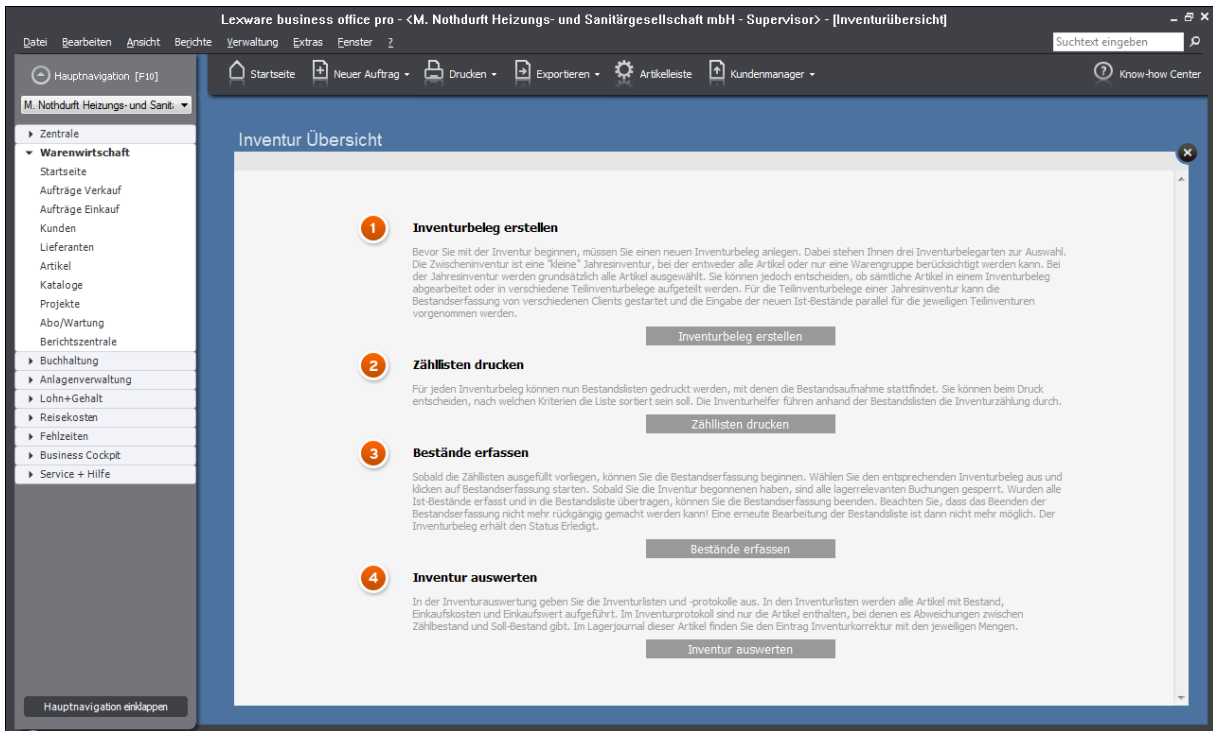 Lexware business office pro - <M. Nothdurft Heizungs- und Sanitärgesellschaft mbH - Supervisor> - [Inventurübersicht]
Datei Bearbeiten Ansicht Berichte Verwaltung Extras Fenster ?
Suchtext eingeben
Hauptnavigation [F10]
Startseite Neuer Auftrag Drucken Exportieren Artikelleiste Kundenmanager Know-how Center
M. Nothdurft Heizungs- und Sanit
Zentrale
Warenwirtschaft
Startseite
Aufträge Verkauf
Aufträge Einkauf
Kunden
Lieferanten
Artikel
Kataloge
Projekte
Abo/Wartung
Berichtszentrale
Buchhaltung
Anlagenverwaltung
Lohn+Gehalt
Reisekosten
Fehlzeiten
Business Cockpit
Service + Hilfe
Hauptnavigation einklappen
Inventur Übersicht
1 Inventurbeleg erstellen
Bevor Sie mit der Inventur beginnen, müssen Sie einen neuen Inventurbeleg anlegen. Dabei stehen Ihnen drei Inventurbelegarten zur Auswahl.
Die Zwischeninventur ist eine "kleine" Jahresinventur, bei der entweder alle Artikel oder nur eine Warengruppe berücksichtigt werden kann. Bei
der Jahresinventur werden grundsätzlich alle Artikel ausgewählt. Sie können jedoch entscheiden, ob sämtliche Artikel in einem Inventurbeleg
abgearbeitet oder in verschiedene Teilinventurbelege aufgeteilt werden. Für die Teilinventurbelege einer Jahresinventur kann die
Bestandserfassung von verschiedenen Clients gestartet und die Eingabe der neuen Ist-Bestände parallel für die jeweiligen Teilinventuren
vorgenommen werden.
Inventurbeleg erstellen
2 Zähllisten drucken
Für jeden Inventurbeleg können nun Bestandslisten gedruckt werden, mit denen die Bestandsaufnahme stattfindet. Sie können beim Druck
entscheiden, nach welchen Kriterien die Liste sortiert sein soll. Die Inventurhelfer führen anhand der Bestandslisten die Inventurzählung durch.
Zähllisten drucken
3 Bestände erfassen
Sobald die Zähllisten ausgefüllt vorliegen, können Sie die Bestandserfassung beginnen. Wählen Sie den entsprechenden Inventurbeleg aus und
klicken auf Bestandserfassung starten. Sobald Sie die Inventur begonnenen haben, sind alle lagerrelevanten Buchungen gesperrt. Wurden alle
Ist-Bestände erfasst und in die Bestandsliste übertragen, können Sie die Bestandserfassung beenden. Beachten Sie, dass das Beenden der
Bestandserfassung nicht mehr rückgängig gemacht werden kann! Eine erneute Bearbeitung der Bestandsliste ist dann nicht mehr möglich. Der
Inventurbeleg erhält den Status Erledigt.
Bestände erfassen
4 Inventur auswerten
In der Inventurauswertung geben Sie die Inventurlisten und -protokolle aus. In den Inventurlisten werden alle Artikel mit Bestand,
Einkaufskosten und Einkaufswert aufgeführt. Im Inventurprotokoll sind nur die Artikel enthalten, bei denen es Abweichungen zwischen
Zählbestand und Soll-Bestand gibt. Im Lagerjournal dieser Artikel finden Sie den Eintrag Inventurkorrektur mit den jeweiligen Mengen.
Inventur auswerten